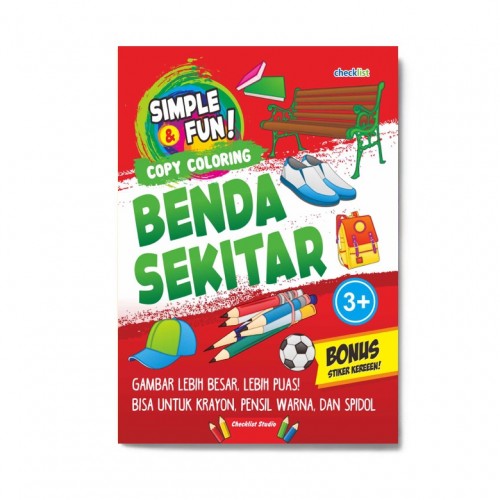 checklist
SIMPLE
& FUN!
COPY COLORING
BENDA
SEKITAR
3+
BONUS
STIKER KEREEEN!
GAMBAR LEBIH BESAR, LEBIH PUAS!
BISA UNTUK KRAYON, PENSIL WARNA, DAN SPIDOL
Checklist Studio